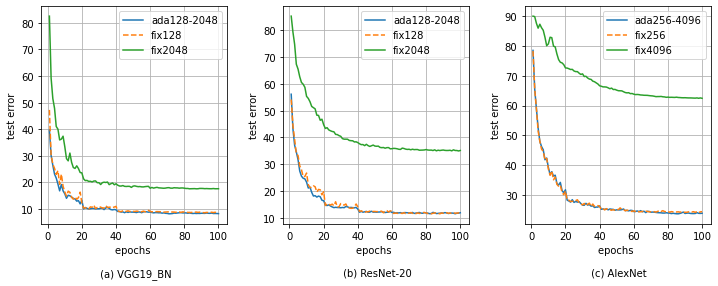 test error
80
70
60
50
40
30
20
10
ada128-2048
fix128
fix2048
0 20 40 60 80 100
epochs
(a) VGG19_BN
test error
80
70
60
50
40
30
20
10
ada128-2048
fix128
fix2048
0 20 40 60 80 100
epochs
(b) ResNet-20
test error
90
80
70
60
50
40
30
ada256-4096
fix256
fix4096
0 20 40 60 80 100
epochs
(c) AlexNet